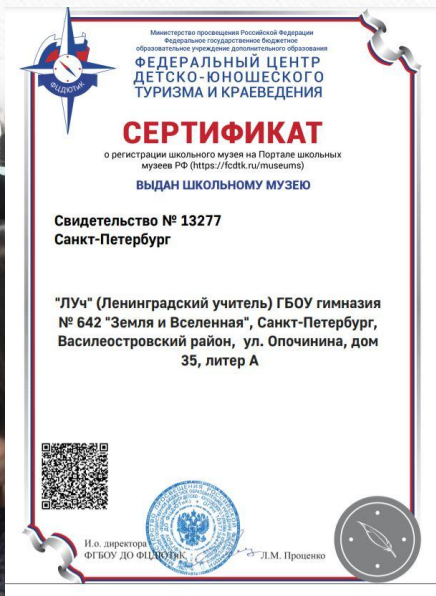 Министерство просвещения Российской Федерации
Федеральное государственное бюджетное
образовательное учреждение дополнительного образования
ФЕДЕРАЛЬНЫЙ ЦЕНТР
ДЕТСКО-ЮНОШЕСКОГО
ТУРИЗМА И КРАЕВЕДЕНИЯ
ФЦДЮТиК
СЕРТИФИКАТ
о регистрации школьного музея на Портале школьных
музеев РФ (https://fcdtk.ru/museums)
ВЫДАН ШКОЛЬНОМУ МУЗЕЮ
Свидетельство № 13277
Санкт-Петербург
"ЛУч" (Ленинградский учитель) ГБОУ гимназия
№ 642 "Земля и Вселенная", Санкт-Петербург,
Василеостровский район, ул. Опочинина, дом
35, литер А
И.о. директора
ФГБОУ ДО ФЦДЮТиК
Л.М. Проценко